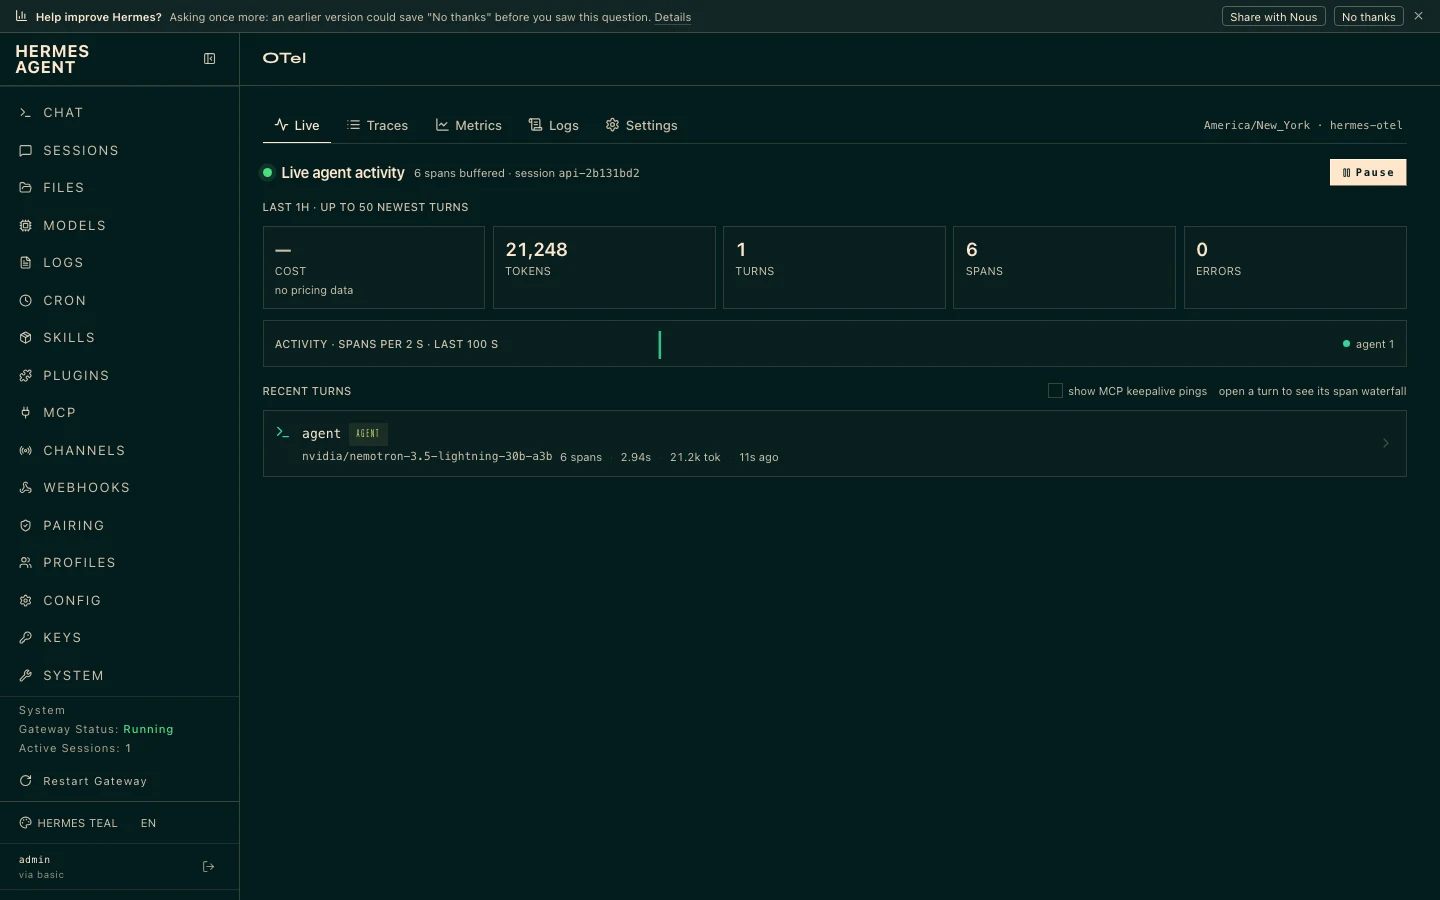 Help improve Hermes? Asking once more: an earlier version could save "No thanks" before you saw this question. Details
Share with Nous
No thanks
HERMES
AGENT
OTel
CHAT
SESSIONS
FILES
MODELS
LOGS
CRON
SKILLS
PLUGINS
MCP
CHANNELS
WEBHOOKS
PAIRING
PROFILES
CONFIG
KEYS
SYSTEM
System
Gateway Status: Running
Active Sessions: 1
Restart Gateway
HERMES TEAL EN
admin
via basic
Live Traces Metrics Logs Settings
America/New_York · hermes-otel
Live agent activity 6 spans buffered · session api-2b131bd2
Pause
LAST 1H · UP TO 50 NEWEST TURNS
—
COST
no pricing data
21,248
TOKENS
1
TURNS
6
SPANS
0
ERRORS
ACTIVITY · SPANS PER 2 S · LAST 100 S
agent 1
RECENT TURNS
show MCP keepalive pings open a turn to see its span waterfall
agent AGENT
nvidia/nemotron-3.5-lightning-30b-a3b 6 spans · 2.94s · 21.2k tok 11s ago